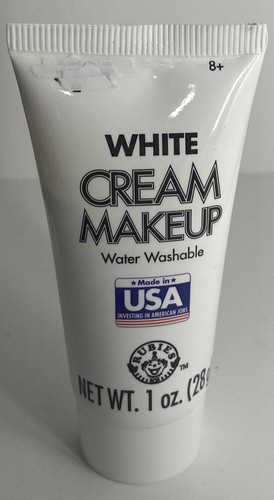 8+
WHITE
CREAM
MAKEUP
Water Washable
Made in
USA
INVESTING IN AMERICAN JOBS
RUBIES
TM
NET WT. 1 oz. (28